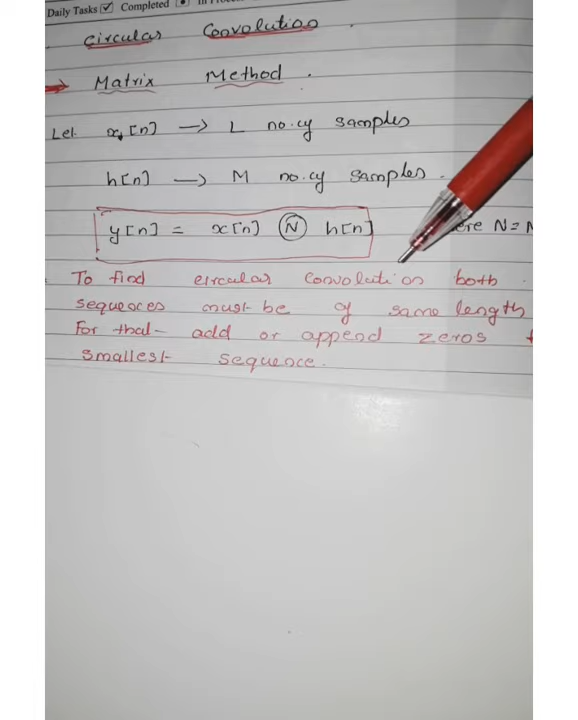 Daily Tasks ☑ Completed
Circular Convolution
→ Matrix Method.
Let. x[n] → L no. of samples
h[n] → M no. of samples.
y[n] = x[n] Ⓝ h[n] ere N=
To find circular convolution both
sequences must be of same length
For that add or append zeros
smallest sequence.